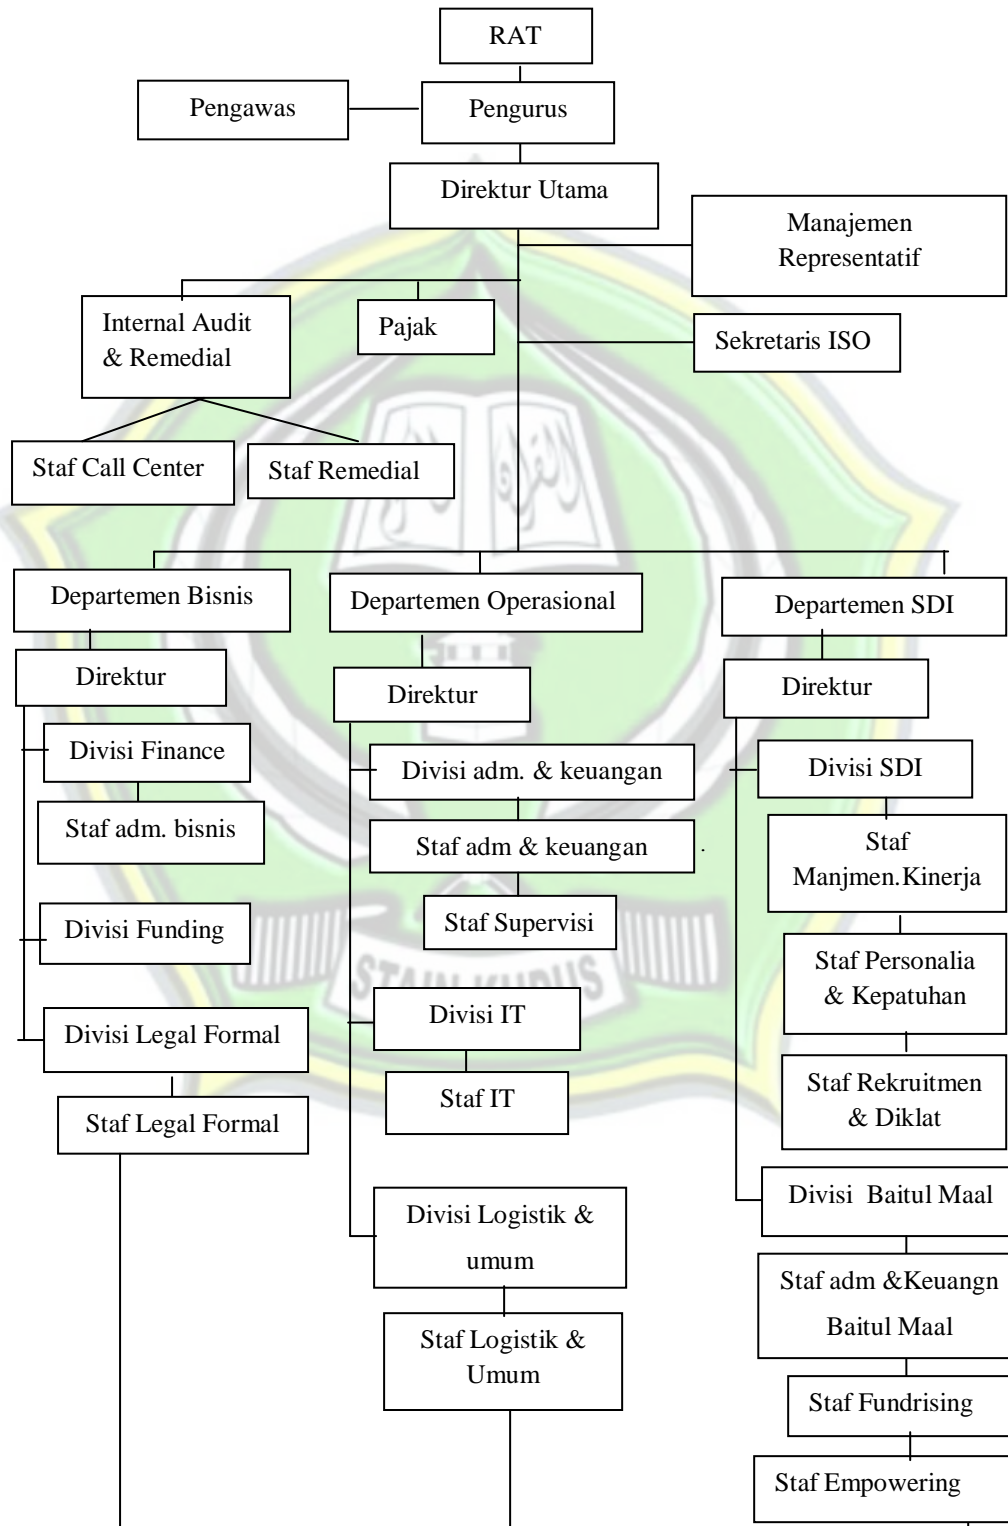 RAT
Pengawas
Pengurus
Direktur Utama
Manajemen
Representatif
Internal Audit
& Remedial
Pajak
Sekretaris ISO
Staf Call Center
Staf Remedial
Departemen Bisnis
Departemen Operasional
Departemen SDI
Direktur
Direktur
Direktur
Divisi Finance
Divisi adm. & keuangan
Divisi SDI
Staf adm. bisnis
Staf adm & keuangan
.
Staf
Manjmen.Kinerja
Divisi Funding
Staf Supervisi
Staf Personalia
& Kepatuhan
STAIN KUDUS
Divisi Legal Formal
Divisi IT
Staf Legal Formal
Staf IT
Staf Rekruitmen
& Diklat
Divisi Logistik &
umum
Divisi Baitul Maal
Staf Logistik &
Umum
Staf adm &Keuangn
Baitul Maal
Staf Fundrising
Staf Empowering